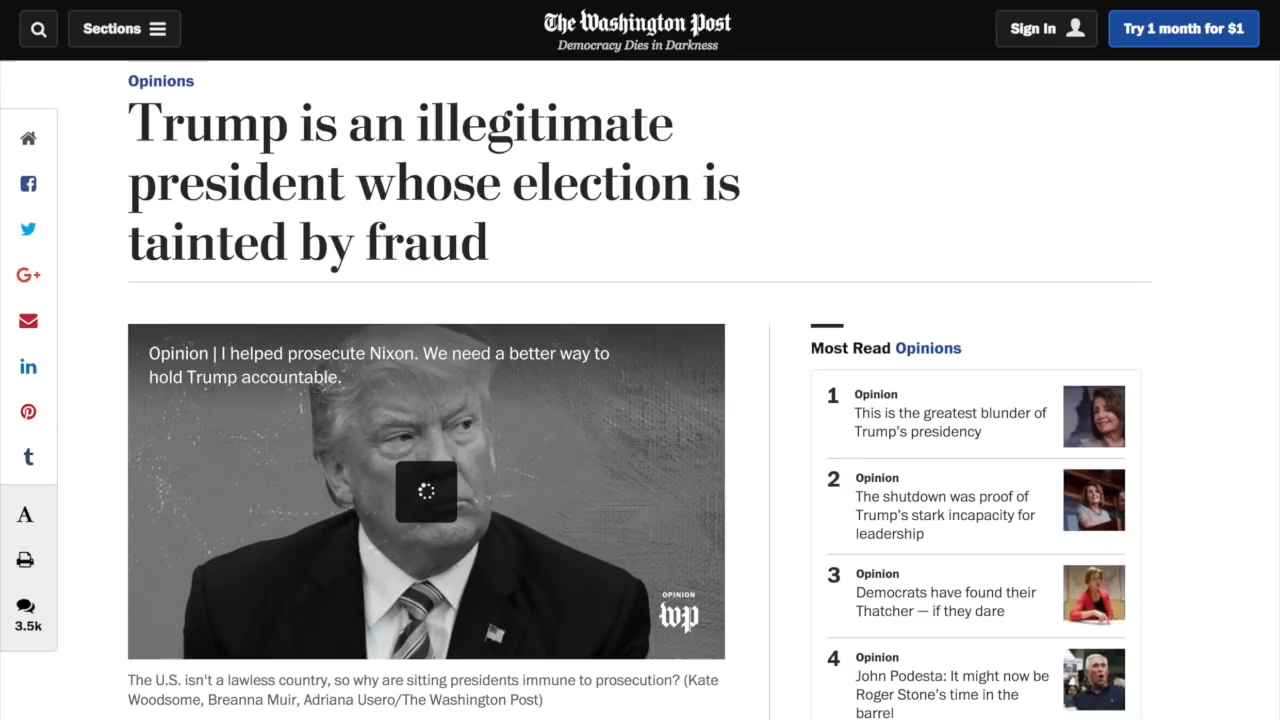 Sections
The Washington Post
Democracy Dies in Darkness
Sign In
Try 1 month for $1
Opinions
Trump is an illegitimate
president whose election is
tainted by fraud
G+
in
t
A
3.5k
Opinion | I helped prosecute Nixon. We need a better way to
hold Trump accountable.
OPINION
wp
The U.S. isn't a lawless country, so why are sitting presidents immune to prosecution? (Kate
Woodsome, Breanna Muir, Adriana Usero/The Washington Post)
Most Read Opinions
1
Opinion
This is the greatest blunder of
Trump's presidency
2
Opinion
The shutdown was proof of
Trump's stark incapacity for
leadership
3
Opinion
Democrats have found their
Thatcher — if they dare
4
Opinion
John Podesta: It might now be
Roger Stone's time in the
barrel